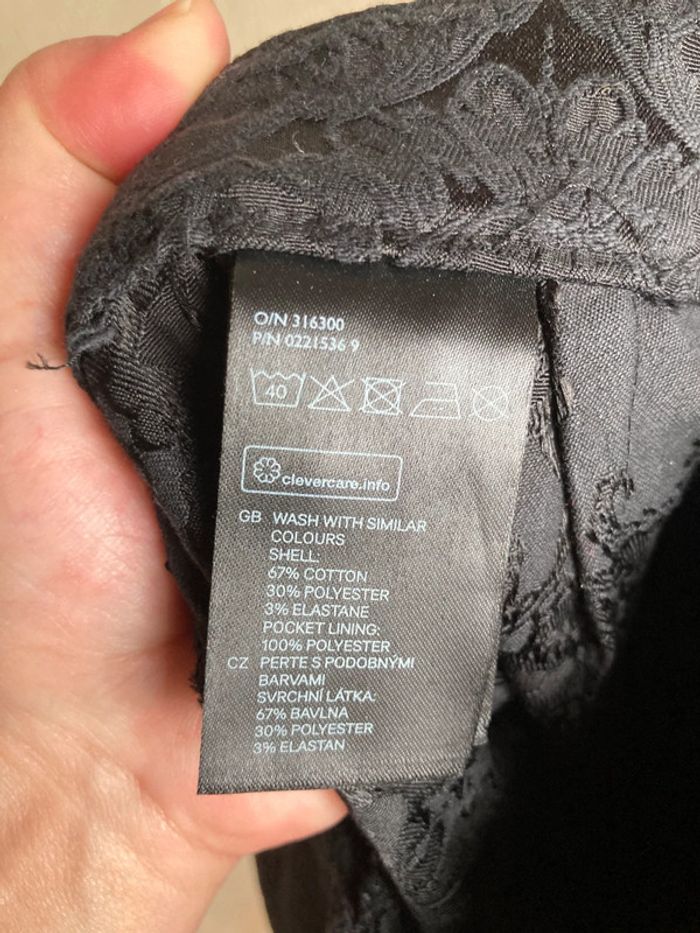 O/N 316300
P/N 0221536 9
40
clevercare.info
GB WASH WITH SIMILAR
COLOURS
SHELL:
67% COTTON
30% POLYESTER
3% ELASTANE
POCKET LINING:
100% POLYESTER
CZ PERTE S PODOBNÝMI
BARVAMI
SVRCHNÍ LÁTKA:
67% BAVLNA
30% POLYESTER
3% ELASTAN